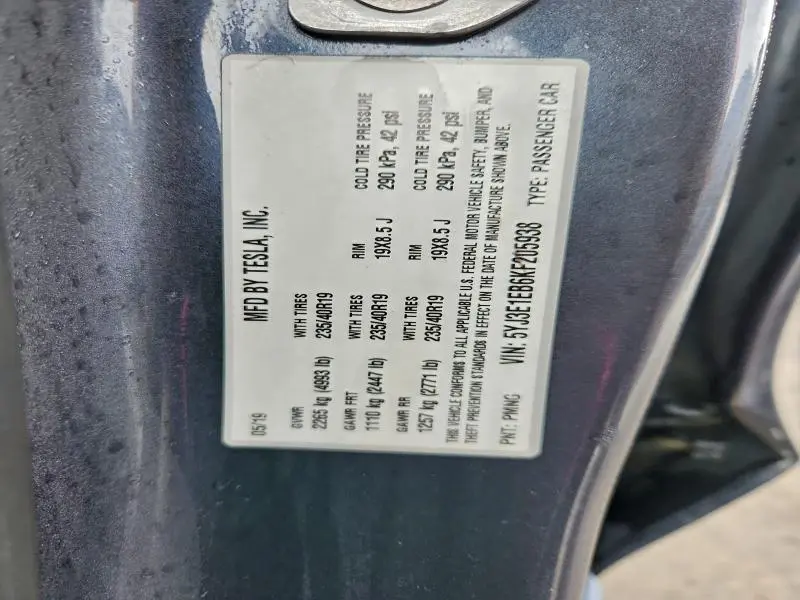 MFD BY TESLA, INC.
05/19
GVWR WITH TIRES
2265 kg (4993 lb) 235/40R19
GAWR FRT WITH TIRES RIM COLD TIRE PRESSURE
1110 kg (2447 lb) 235/40R19 19X8.5 J 290 kPa, 42 psi
GAWR RR WITH TIRES RIM COLD TIRE PRESSURE
1257 kg (2771 lb) 235/40R19 19X8.5 J 290 kPa, 42 psi
THIS VEHICLE CONFORMS TO ALL APPLICABLE U.S. FEDERAL MOTOR VEHICLE SAFETY, BUMPER, AND
THEFT PREVENTION STANDARDS IN EFFECT ON THE DATE OF MANUFACTURE SHOWN ABOVE.
PNT: PMNG VIN: 5YJ3E1EB6KF205938 TYPE: PASSENGER CAR